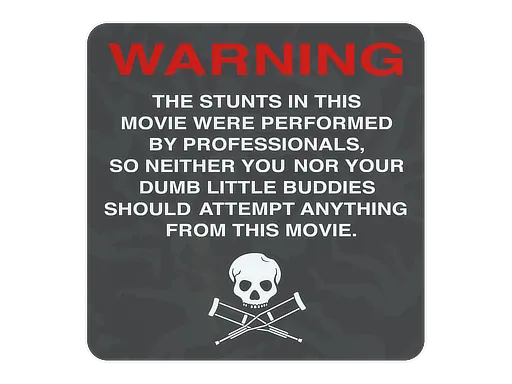 WARNING
THE STUNTS IN THIS
MOVIE WERE PERFORMED
BY PROFESSIONALS,
SO NEITHER YOU NOR YOUR
DUMB LITTLE BUDDIES
SHOULD ATTEMPT ANYTHING
FROM THIS MOVIE.